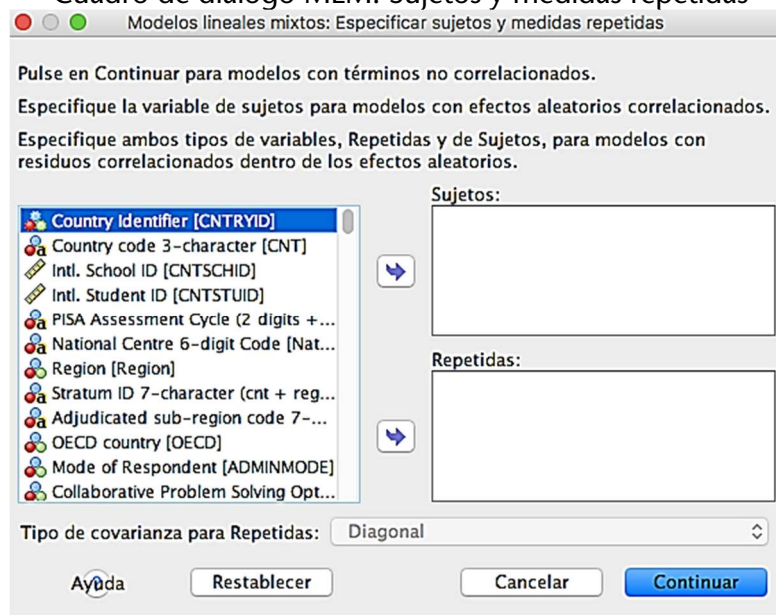 Cuadro de diálogo MLM: Sujetos y medidas repetidas
Modelos lineales mixtos: Especificar sujetos y medidas repetidas
Pulse en Continuar para modelos con términos no correlacionados.
Especifique la variable de sujetos para modelos con efectos aleatorios correlacionados.
Especifique ambos tipos de variables, Repetidas y de Sujetos, para modelos con
residuos correlacionados dentro de los efectos aleatorios.
Sujetos:
Country Identifier [CNTRYID]
Country code 3-character [CNT]
Intl. School ID [CNTSCHID]
Intl. Student ID [CNTSTUID]
PISA Assessment Cycle (2 digits +...
National Centre 6-digit Code [Nat...
Region [Region]
Stratum ID 7-character (cnt + reg...
Adjudicated sub-region code 7-...
OECD country [OECD]
Mode of Respondent [ADMINMODE]
Collaborative Problem Solving Opt...
Repetidas:
Tipo de covarianza para Repetidas: Diagonal
Ayuda Restablecer Cancelar Continuar